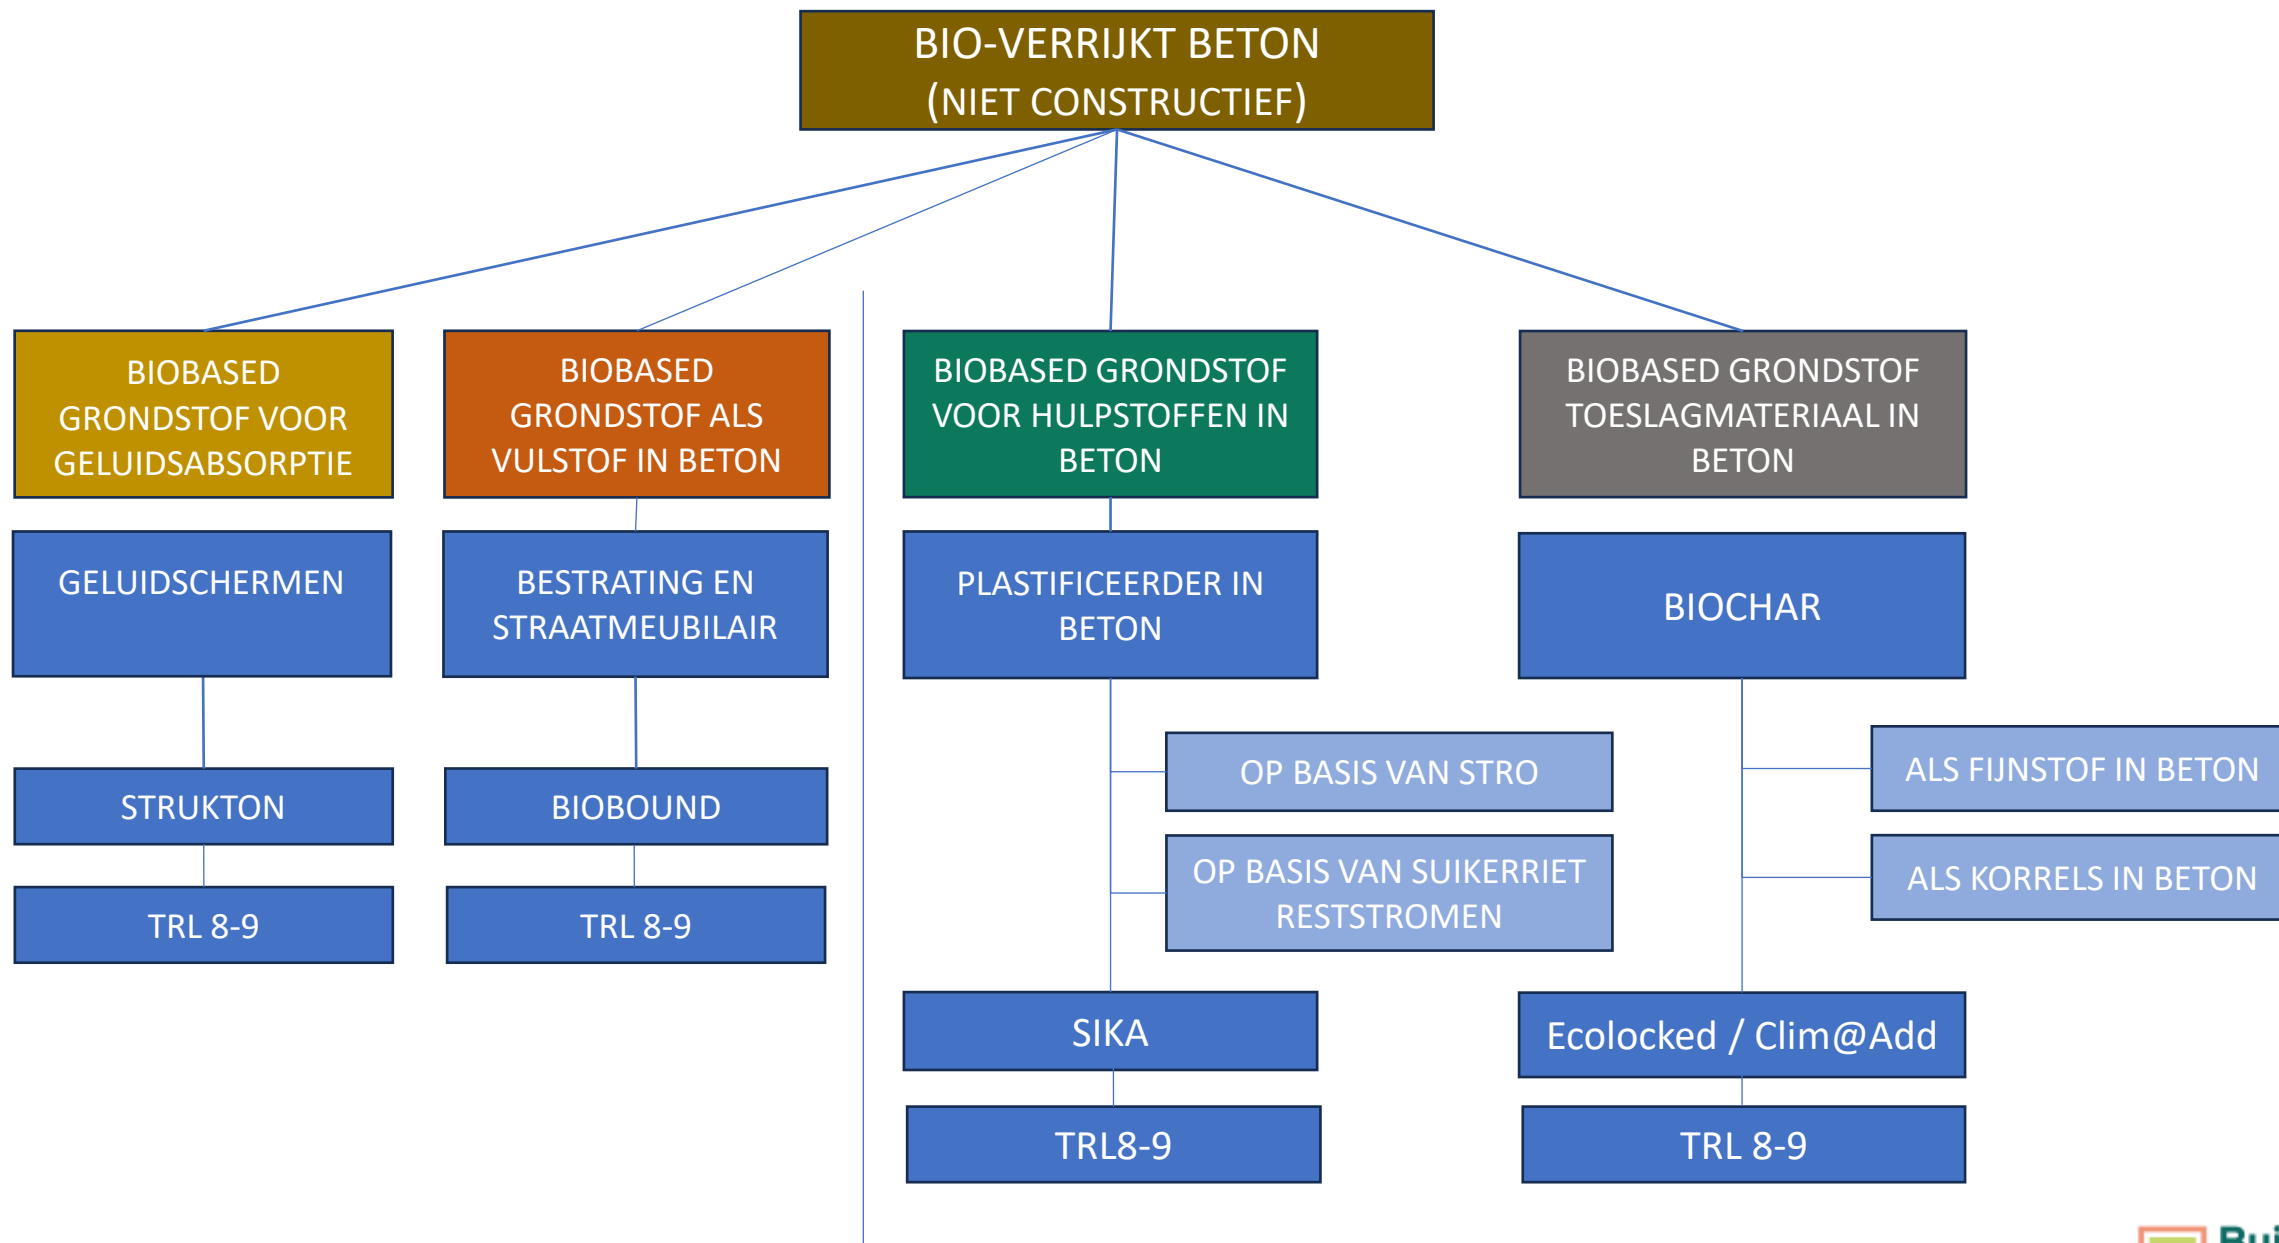 BIO-VERRIJKT BETON
(NIET CONSTRUCTIEF)
BIOBASED
GRONDSTOF VOOR
GELUIDSABSORPTIE
GELUIDSCHERMEN
STRUKTON
TRL 8-9
BIOBASED
GRONDSTOF ALS
VULSTOF IN BETON
BESTRATING EN
STRAATMEUBILAIR
BIOBOUND
TRL 8-9
BIOBASED GRONDSTOF
VOOR HULPSTOFFEN IN
BETON
PLASTIFICEERDER IN
BETON
OP BASIS VAN STRO
OP BASIS VAN SUIKERRIET
RESTSTROMEN
SIKA
TRL8-9
BIOBASED GRONDSTOF
TOESLAGMATERIAAL IN
BETON
BIOCHAR
ALS FIJNSTOF IN BETON
ALS KORRELS IN BETON
Ecolocked / Clim@Add
TRL 8-9